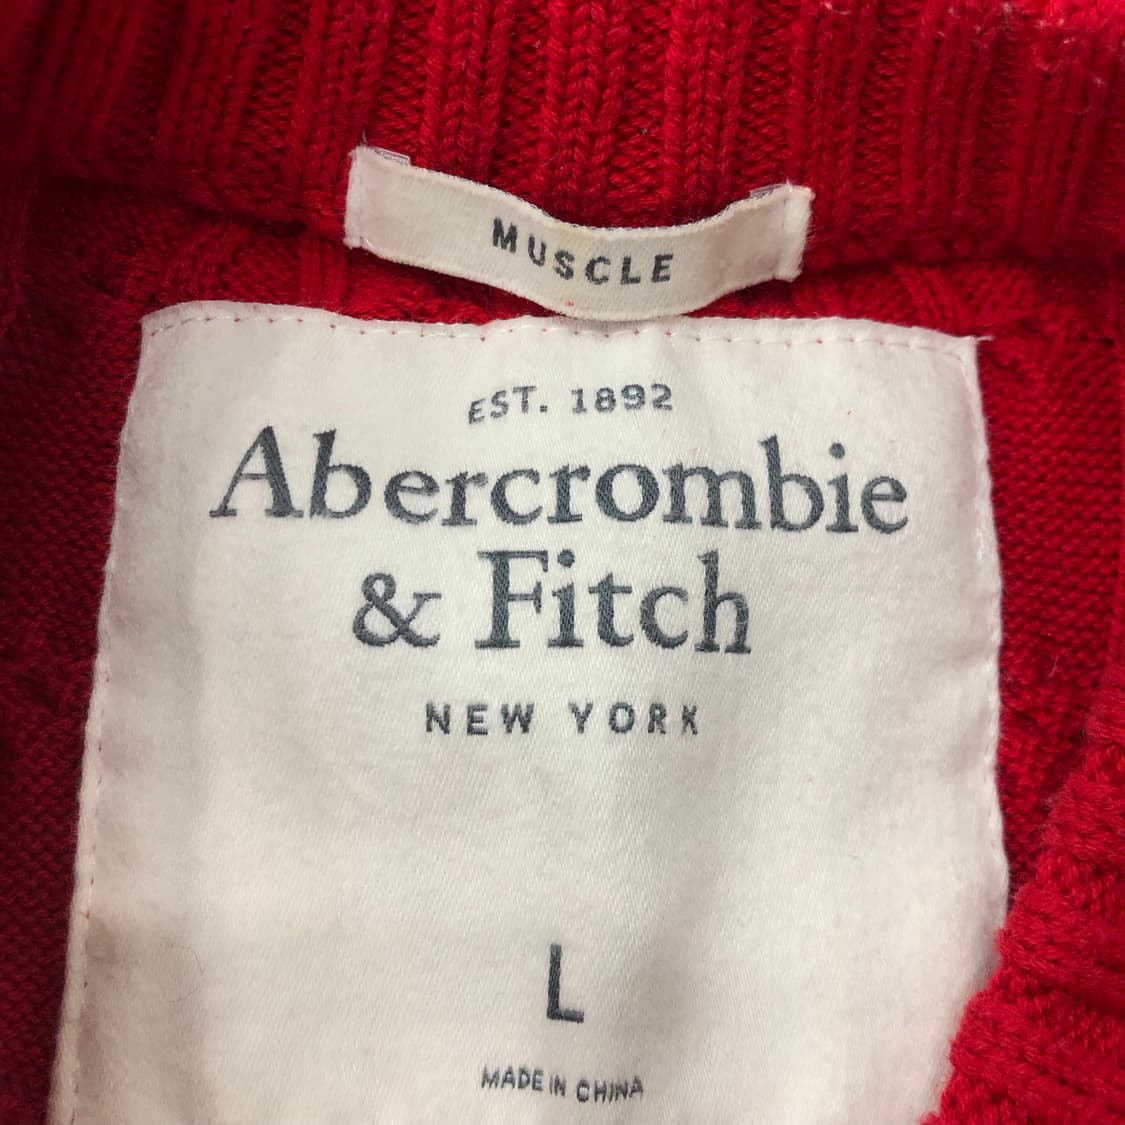 MUSCLE
EST. 1892
Abercrombie
& Fitch
NEW YORK
L
MADE IN CHINA